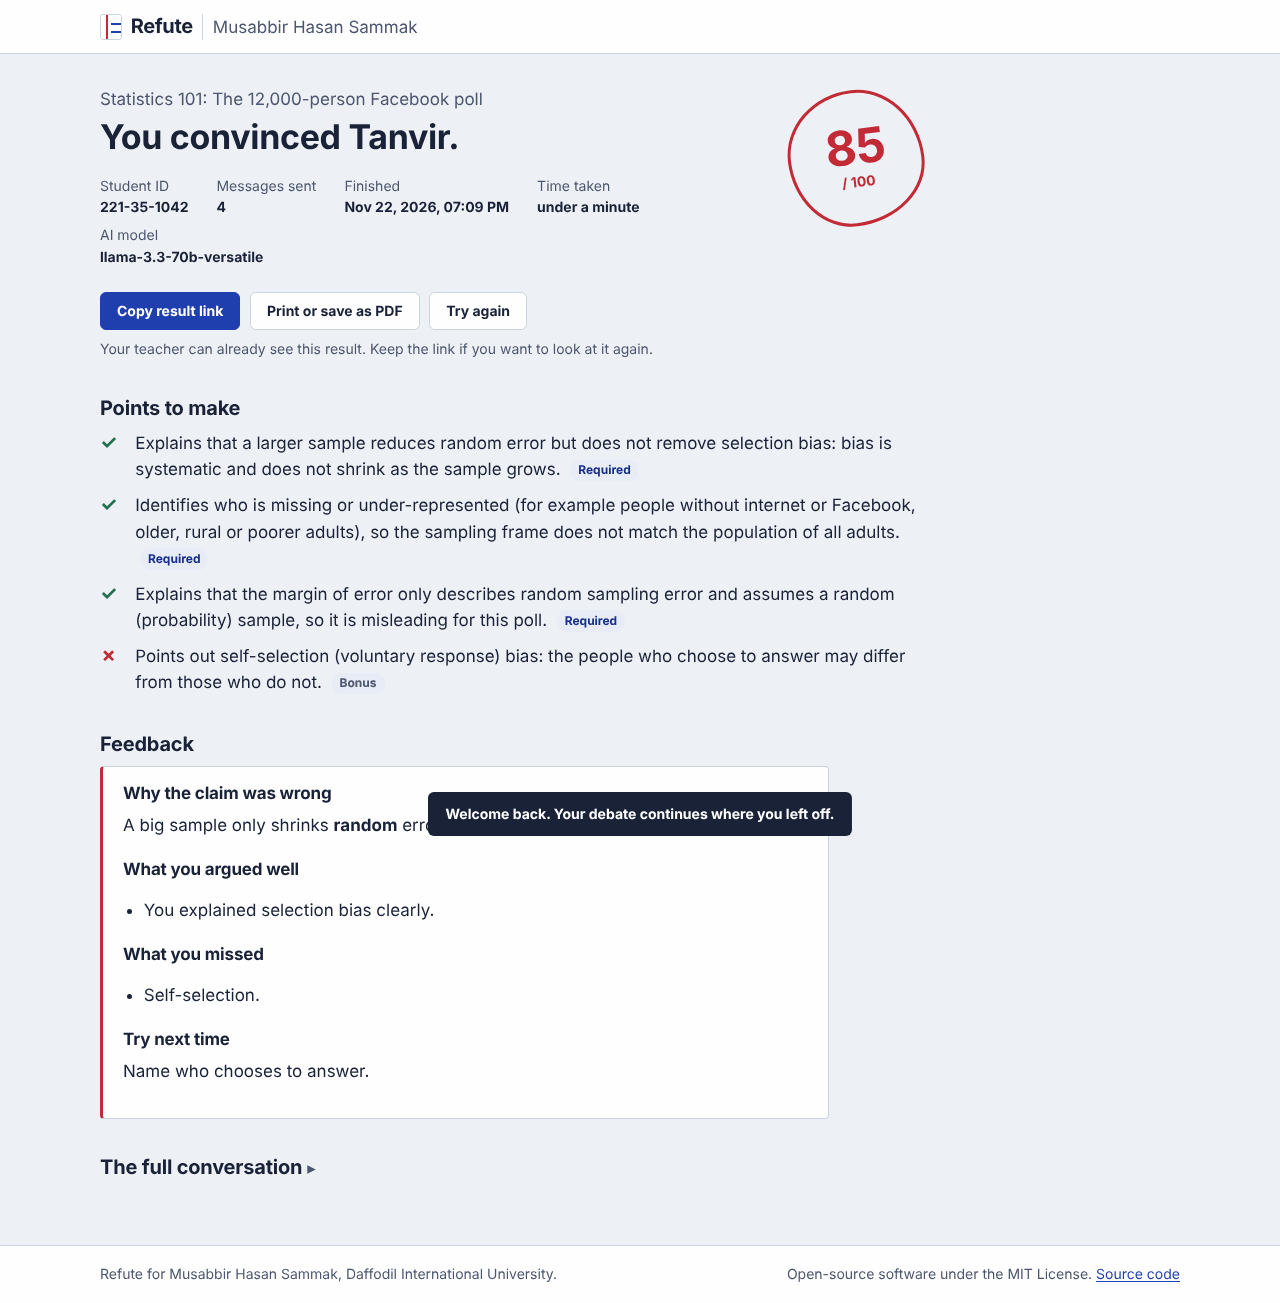 Refute
Musabbir Hasan Sammak
Statistics 101: The 12,000-person Facebook poll
You convinced Tanvir.
85
/ 100
Student ID
221-35-1042
Messages sent
4
Finished
Nov 22, 2026, 07:09 PM
Time taken
under a minute
AI model
llama-3.3-70b-versatile
Copy result link
Print or save as PDF
Try again
Your teacher can already see this result. Keep the link if you want to look at it again.
Points to make
Explains that a larger sample reduces random error but does not remove selection bias: bias is
systematic and does not shrink as the sample grows. Required
Identifies who is missing or under-represented (for example people without internet or Facebook,
older, rural or poorer adults), so the sampling frame does not match the population of all adults.
Required
Explains that the margin of error only describes random sampling error and assumes a random
(probability) sample, so it is misleading for this poll. Required
Points out self-selection (voluntary response) bias: the people who choose to answer may differ
from those who do not. Bonus
Feedback
Why the claim was wrong
Welcome back. Your debate continues where you left off.
A big sample only shrinks random
What you argued well
• You explained selection bias clearly.
What you missed
• Self-selection.
Try next time
Name who chooses to answer.
The full conversation ▸
Refute for Musabbir Hasan Sammak, Daffodil International University.
Open-source software under the MIT License. Source code